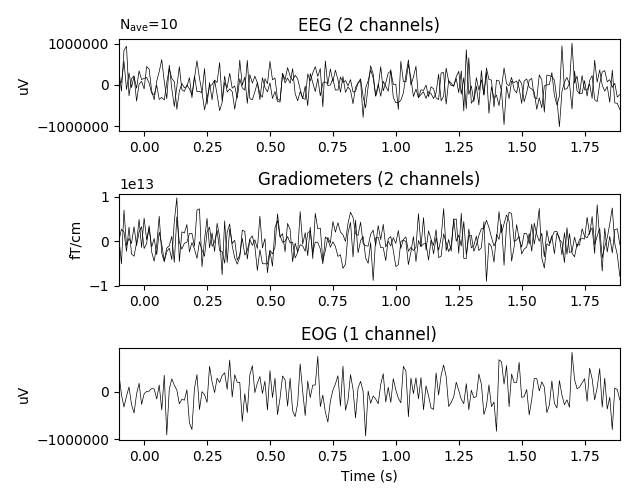 N_ave=10
EEG (2 channels)
1000000
0
−1000000
uV
0.00 0.25 0.50 0.75 1.00 1.25 1.50 1.75
1e13
Gradiometers (2 channels)
1
0
−1
fT/cm
0.00 0.25 0.50 0.75 1.00 1.25 1.50 1.75
EOG (1 channel)
0
−1000000
uV
0.00 0.25 0.50 0.75 1.00 1.25 1.50 1.75
Time (s)